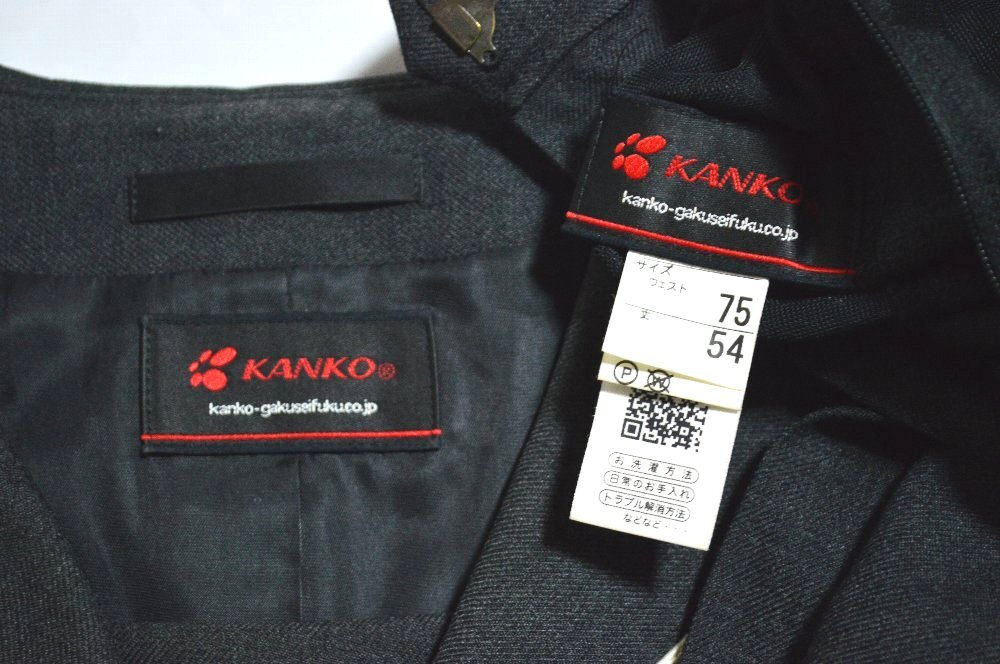 KANKO®
kanko-gakuseifuku.co.jp
KANKO
kanko-gakuseifuku.co.jp
サイズ
ウェスト
75
丈
54
P W
お洗濯方法
日常のお手入れ
トラブル解消方法
などなど・・・